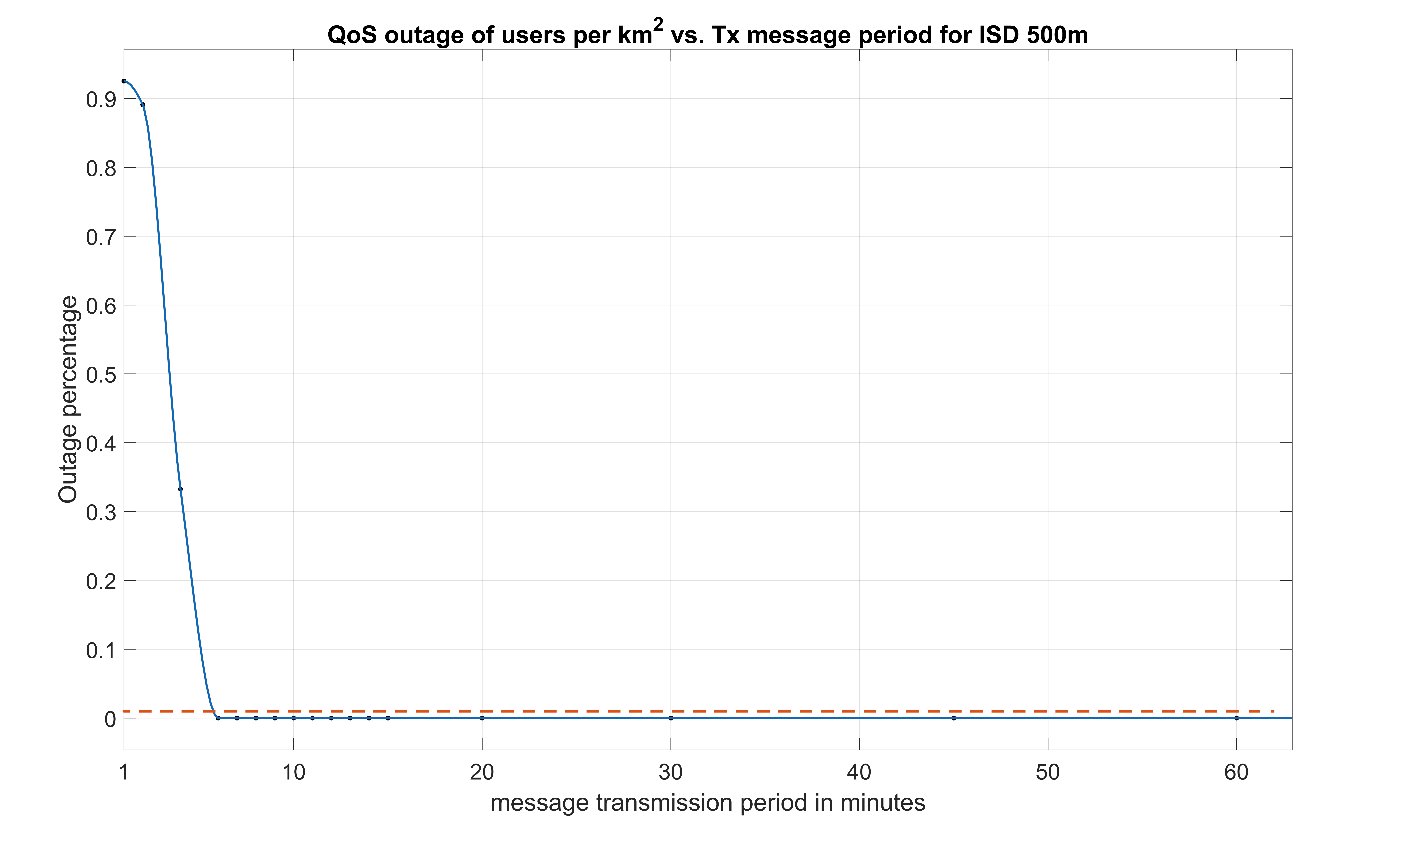 QoS outage of users per km² vs. Tx message period for ISD 500m
Outage percentage
0.9
0.8
0.7
0.6
0.5
0.4
0.3
0.2
0.1
0
1 10 20 30 40 50 60
message transmission period in minutes